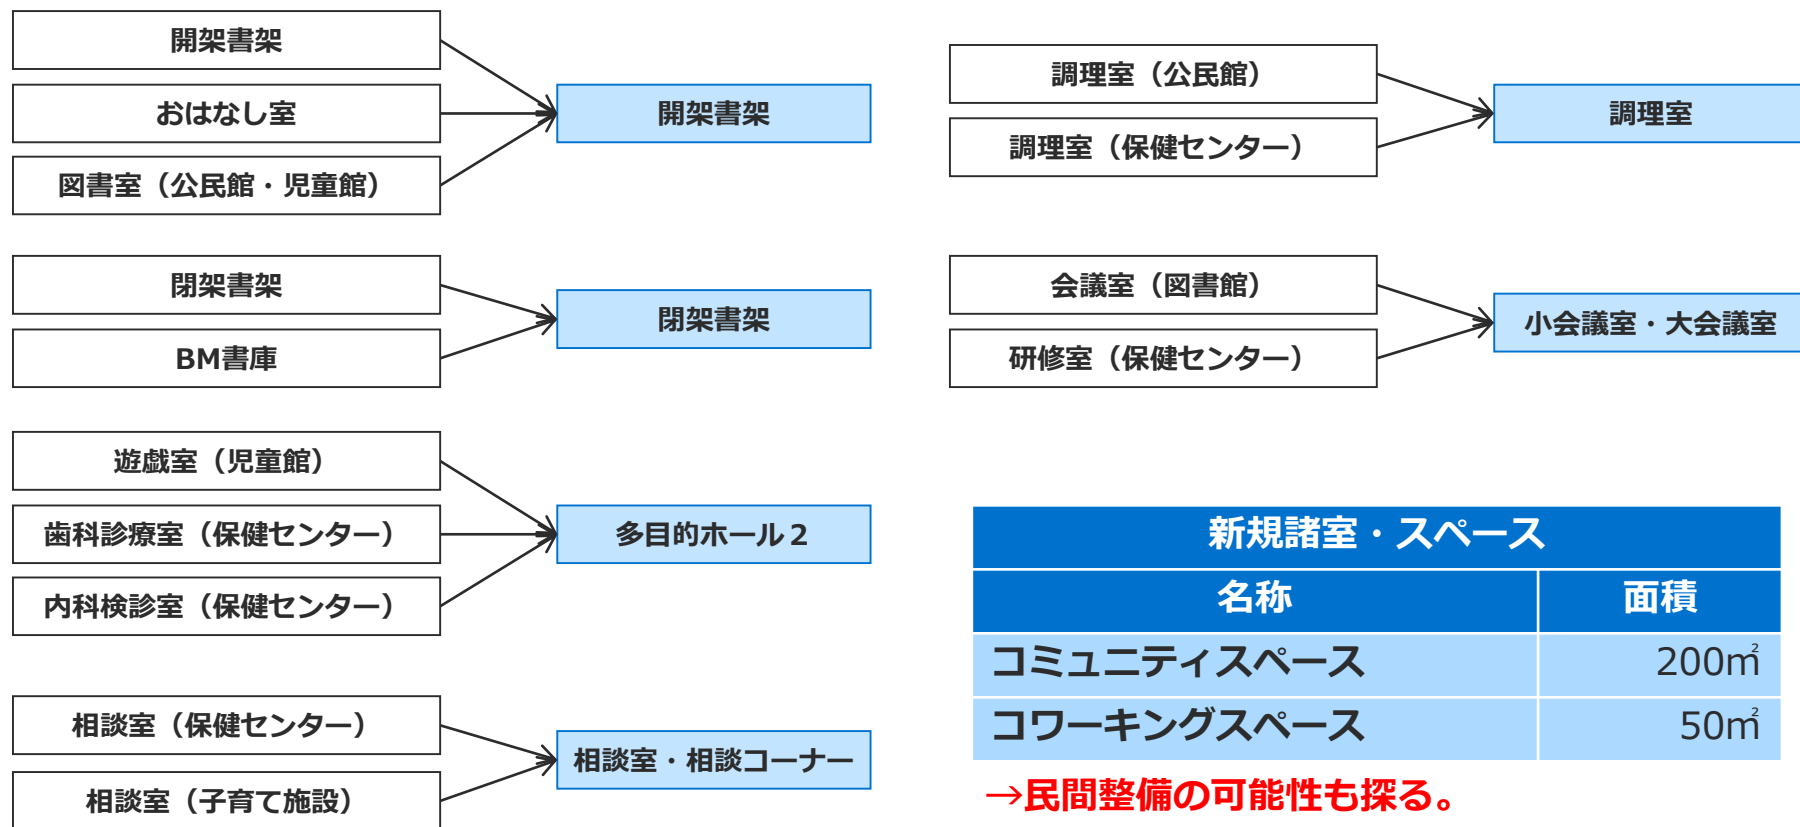 開架書架
おはなし室
図書室（公民館・児童館）
開架書架
閉架書架
BM書庫
閉架書架
遊戯室（児童館）
歯科診療室（保健センター）
内科検診室（保健センター）
多目的ホール２
相談室（保健センター）
相談室（子育て施設）
相談室・相談コーナー
調理室（公民館）
調理室（保健センター）
調理室
会議室（図書館）
研修室（保健センター）
小会議室・大会議室
新規諸室・スペース
名称 面積
コミュニティスペース 200㎡
コワーキングスペース 50㎡
→民間整備の可能性も探る。